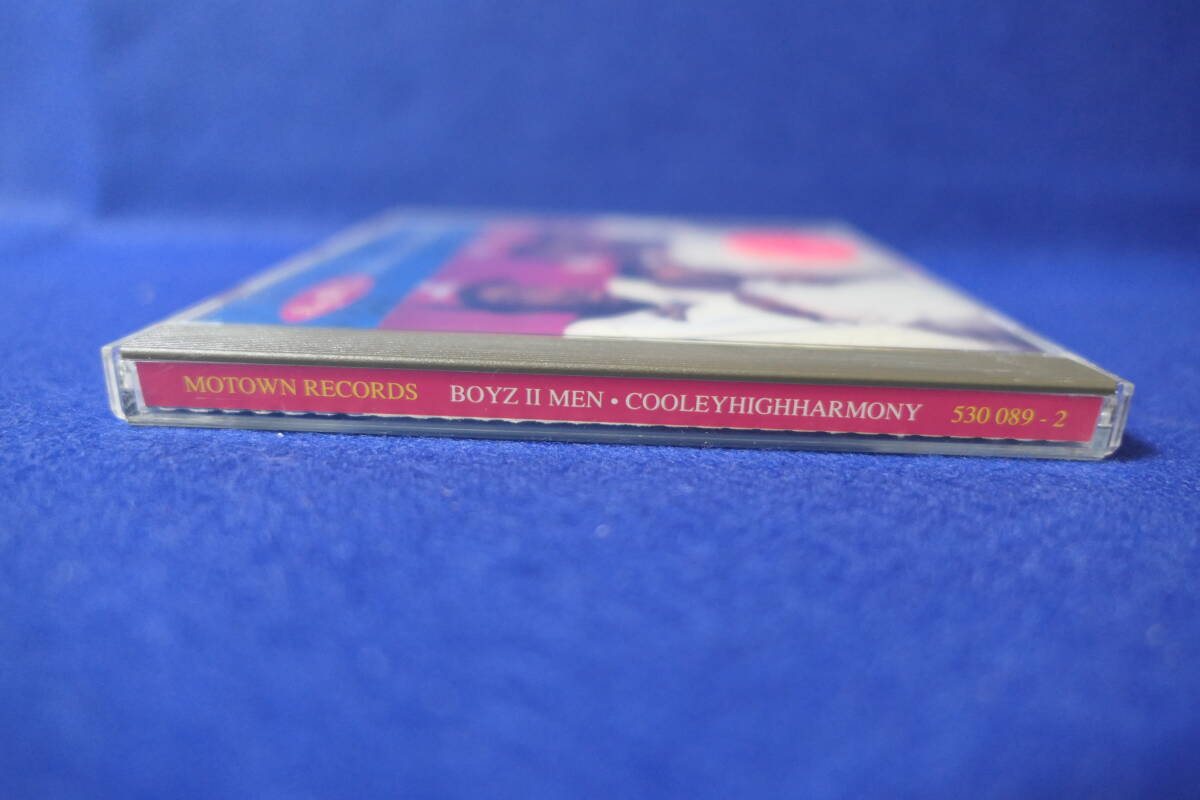 MOTOWN RECORDS BOYZ II MEN • COOLEYHIGHHARMONY 530 089 - 2